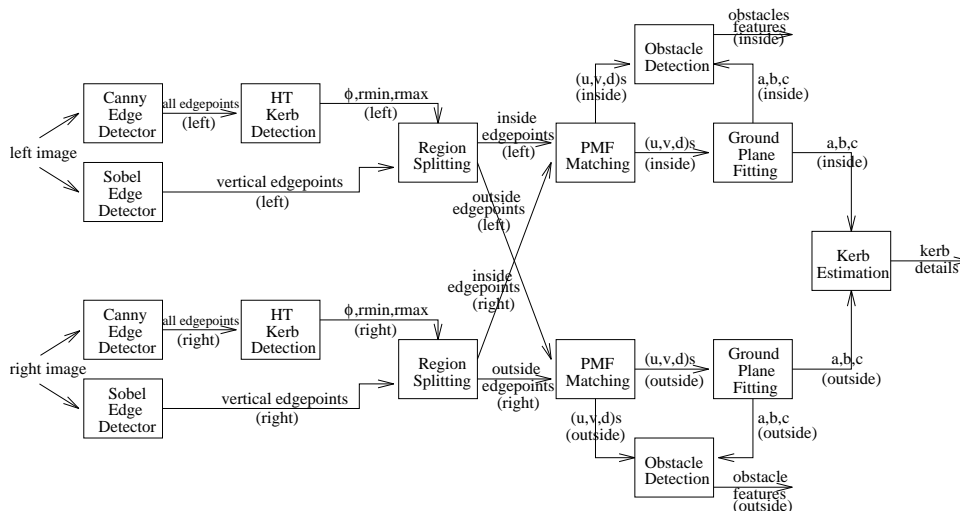 obstacles
features
(inside)
Obstacle
Detection
(u,v,d)s
(inside)
a,b,c
(inside)
Canny
Edge
Detector
all edgepoints
(left)
HT
Kerb
Detection
ϕ,rmin,rmax
(left)
Region
Splitting
inside
edgepoints
(left)
PMF
Matching
(u,v,d)s
(inside)
Ground
Plane
Fitting
a,b,c
(inside)
left image
Sobel
Edge
Detector
vertical edgepoints
(left)
outside
edgepoints
(left)
Kerb
Estimation
kerb
details
inside
edgepoints
(right)
Canny
Edge
Detector
all edgepoints
(right)
HT
Kerb
Detection
ϕ,rmin,rmax
(right)
Region
Splitting
outside
edgepoints
(right)
PMF
Matching
(u,v,d)s
(outside)
Ground
Plane
Fitting
a,b,c
(outside)
right image
Sobel
Edge
Detector
vertical edgepoints
(right)
(u,v,d)s
(outside)
a,b,c
(outside)
Obstacle
Detection
obstacle
features
(outside)